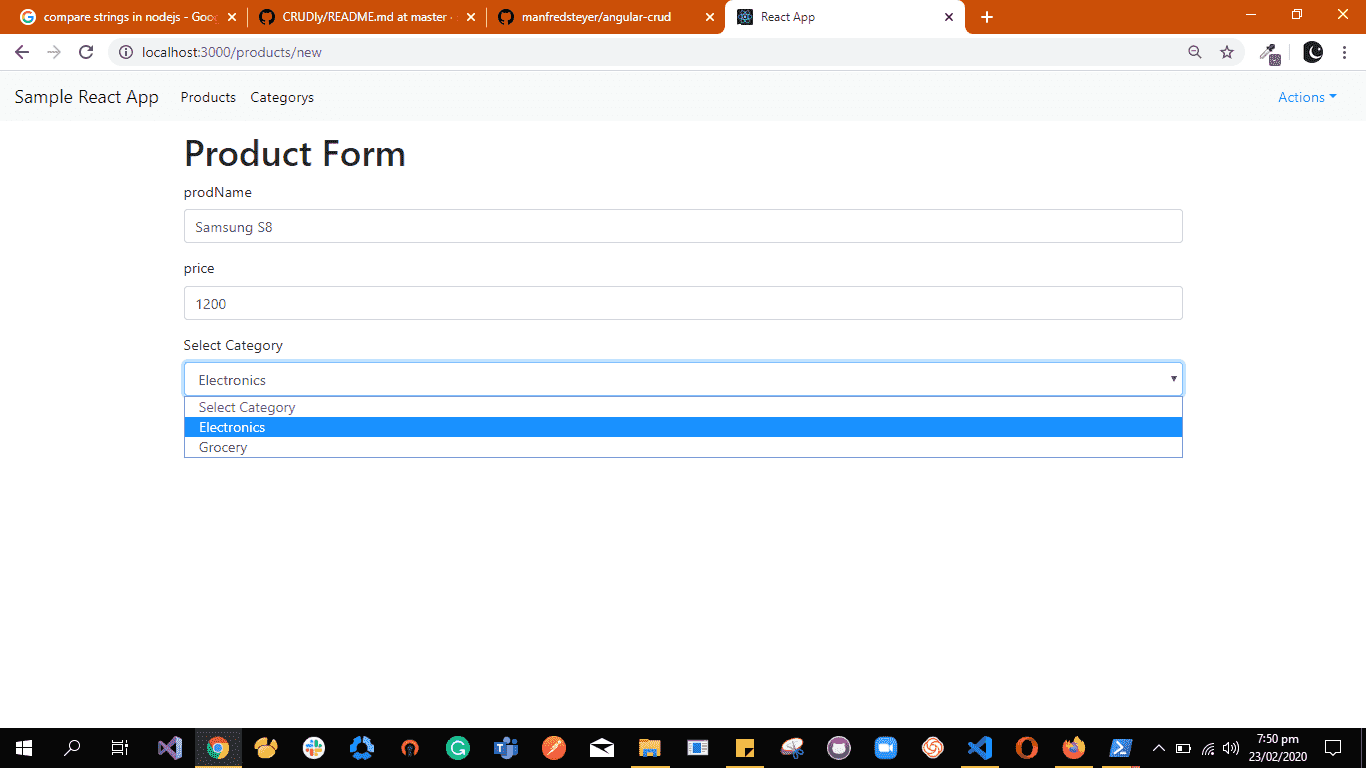 compare strings in nodejs - Goo
CRUDly/README.md at master ·
manfredsteyer/angular-crud
React App
localhost:3000/products/new
Sample React App
Products
Categorys
Actions
Product Form
prodName
Samsung S8
price
1200
Select Category
Electronics
Select Category
Electronics
Grocery
7:50 pm
23/02/2020